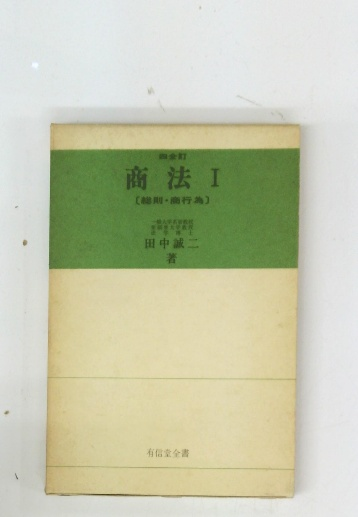 商法 I
〔総則・商行為〕
田中誠二
著
有信堂全書